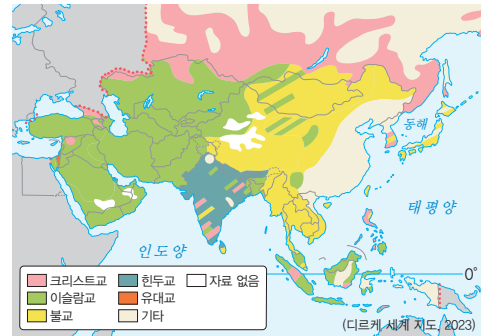 동해
태평양
인도양
0°
크리스트교 힌두교 자료 없음
이슬람교 유대교
불교 기타
(디르케 세계 지도, 2023)